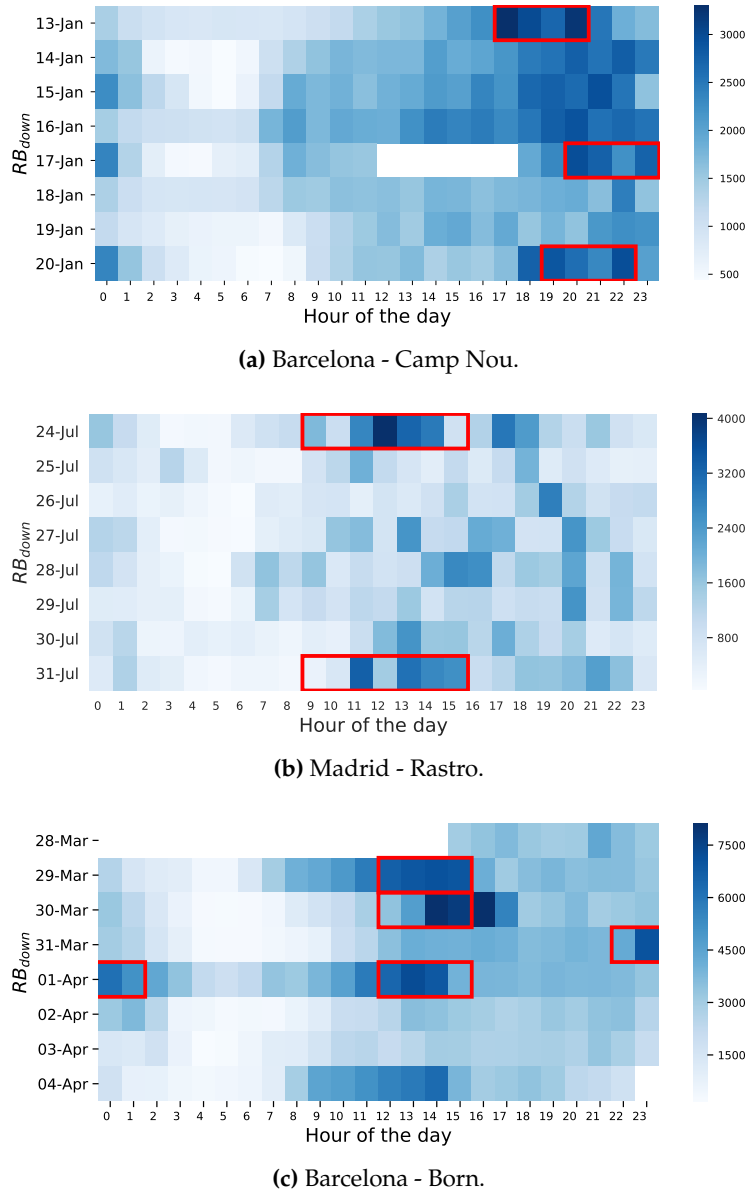 13-Jan
14-Jan
15-Jan
16-Jan
17-Jan
18-Jan
19-Jan
20-Jan
RB_down
0 1 2 3 4 5 6 7 8 9 10 11 12 13 14 15 16 17 18 19 20 21 22 23
Hour of the day
3000
2500
2000
1500
1000
500
(a) Barcelona - Camp Nou.
24-Jul
25-Jul
26-Jul
27-Jul
28-Jul
29-Jul
30-Jul
31-Jul
RB_down
0 1 2 3 4 5 6 7 8 9 10 11 12 13 14 15 16 17 18 19 20 21 22 23
Hour of the day
4000
3200
2400
1600
800
(b) Madrid - Rastro.
28-Mar
29-Mar
30-Mar
31-Mar
01-Apr
02-Apr
03-Apr
04-Apr
RB_down
0 1 2 3 4 5 6 7 8 9 10 11 12 13 14 15 16 17 18 19 20 21 22 23
Hour of the day
7500
6000
4500
3000
1500
(c) Barcelona - Born.